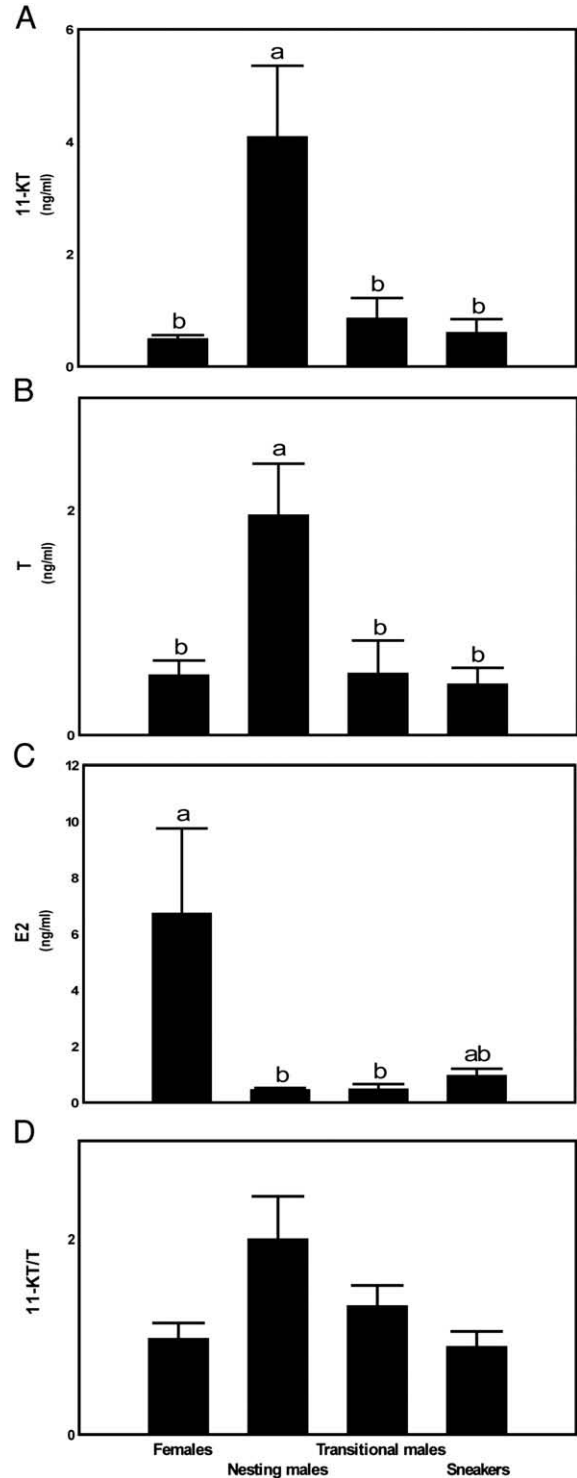 A
6
a
4
11-KT
(ng/ml)
2
b
b
b
0
B
a
2
T
(ng/ml)
b
b
b
0
C
12
a
10
8
E2
(ng/ml)
6
4
2
b
b
ab
0
D
2
11-KT/T
0
Females
Transitional males
Nesting males
Sneakers